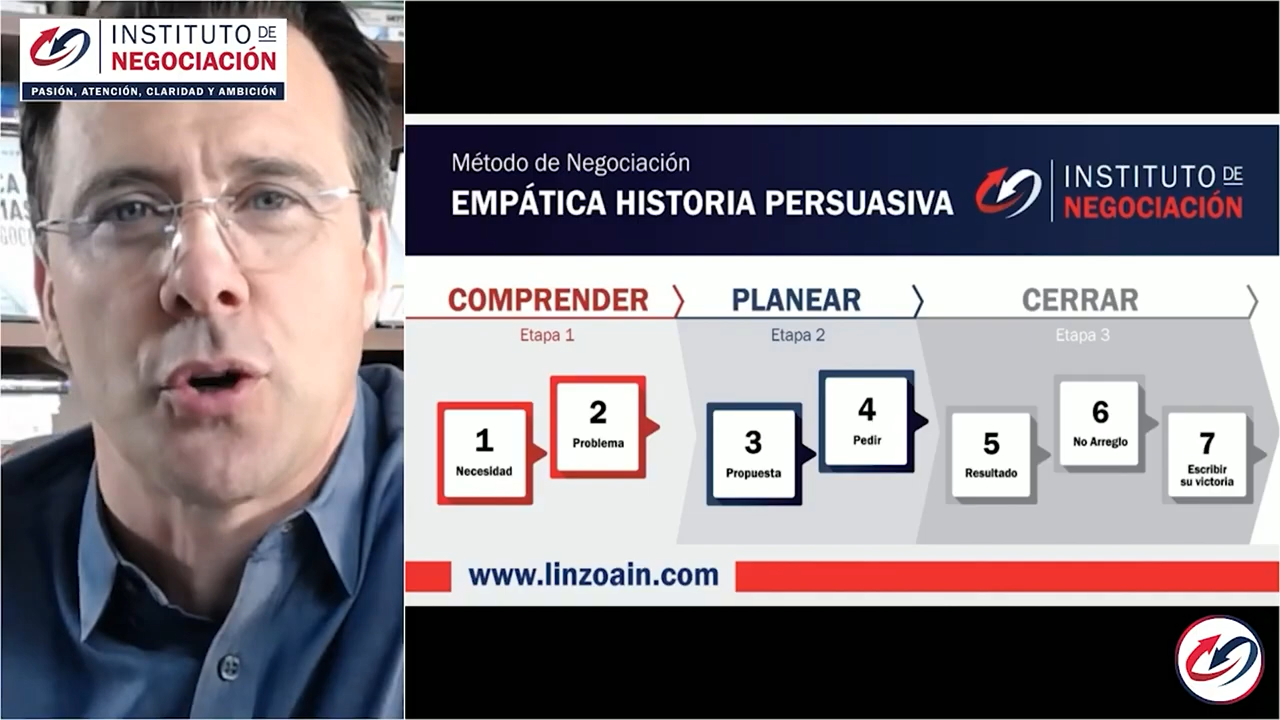 INSTITUTO DE
NEGOCIACIÓN
PASIÓN, ATENCIÓN, CLARIDAD Y AMBICIÓN
Método de Negociación
EMPÁTICA HISTORIA PERSUASIVA
INSTITUTO DE
NEGOCIACIÓN
COMPRENDER
PLANEAR
CERRAR
Etapa 1
Etapa 2
Etapa 3
1
Necesidad
2
Problema
3
Propuesta
4
Pedir
5
Resultado
6
No Arreglo
7
Escribir
su victoria
www.linzoain.com